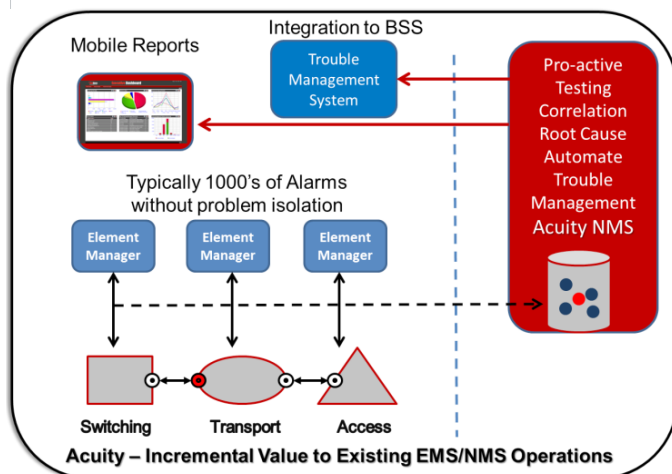 Integration to BSS
Mobile Reports
Trouble
Management
System
Pro-active
Testing
Correlation
Root Cause
Automate
Trouble
Management
Acuity NMS
Typically 1000's of Alarms
without problem isolation
Element
Manager
Element
Manager
Element
Manager
Switching
Transport
Access
Acuity – Incremental Value to Existing EMS/NMS Operations